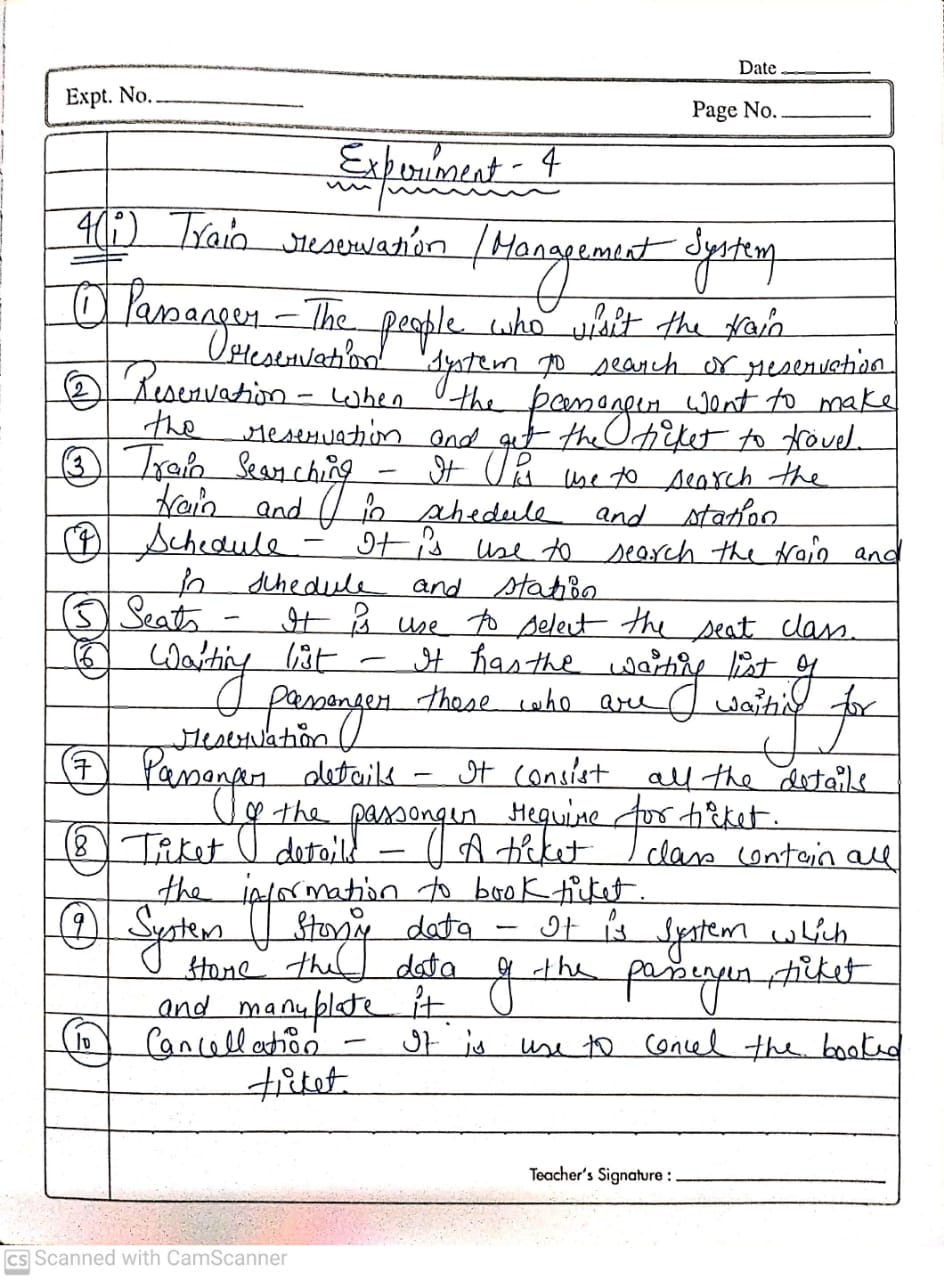 Date
Expt. No.
Page No.
Experiment - 4
4(i) Train reservation / Management System
① Passanger – The people who visit the train
reservation system to search or reservation
② Reservation – when the passanger want to make
the reservation and get the ticket to travel.
③ Train Searching – It is use to search the
train and in schedule and station
④ Schedule – It is use to search the train and
in schedule and station
⑤ Seats – It is use to select the seat class.
⑥ Waiting list – It has the waiting list of
passenger those who are waiting for
reservation
⑦ Passanger details – It consist all the details
of the passenger require for ticket.
⑧ Ticket details – A ticket class contain all
the information to book ticket.
⑨ System Storing data – It is System which
store the data of the passenger, ticket
and manuplate it
⑩ Cancellation – It is use to cancel the booked
ticket.
Teacher's Signature :
CS Scanned with CamScanner